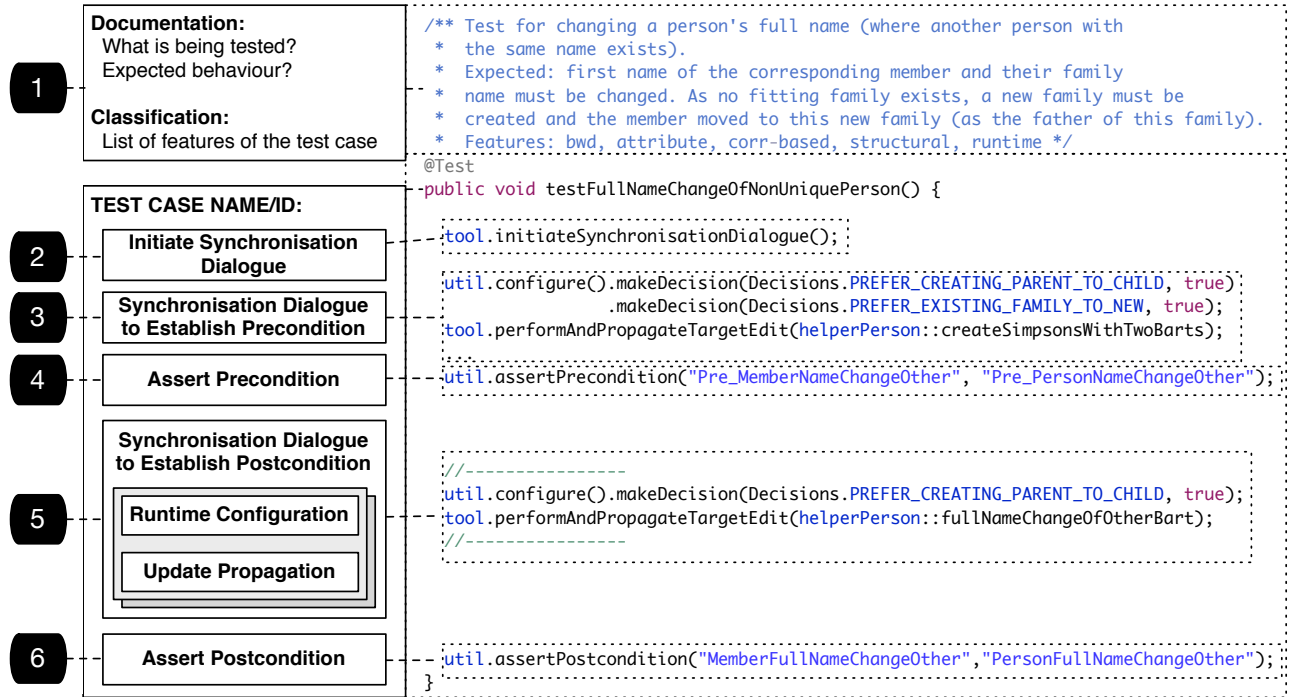 1
Documentation:
What is being tested?
Expected behaviour?
Classification:
List of features of the test case
/** Test for changing a person's full name (where another person with
* the same name exists).
* Expected: first name of the corresponding member and their family
* name must be changed. As no fitting family exists, a new family must be
* created and the member moved to this new family (as the father of this family).
* Features: bwd, attribute, corr-based, structural, runtime */
@Test
public void testFullNameChangeOfNonUniquePerson() {
TEST CASE NAME/ID:
2
Initiate Synchronisation
Dialogue
tool.initiateSynchronisationDialogue();
3
Synchronisation Dialogue
to Establish Precondition
util.configure().makeDecision(Decisions.PREFER_CREATING_PARENT_TO_CHILD, true)
.makeDecision(Decisions.PREFER_EXISTING_FAMILY_TO_NEW, true);
tool.performAndPropagateTargetEdit(helperPerson::createSimpsonsWithTwoBarts);
...
4
Assert Precondition
util.assertPrecondition("Pre_MemberNameChangeOther", "Pre_PersonNameChangeOther");
5
Synchronisation Dialogue
to Establish Postcondition
Runtime Configuration
Update Propagation
//----------------
util.configure().makeDecision(Decisions.PREFER_CREATING_PARENT_TO_CHILD, true);
tool.performAndPropagateTargetEdit(helperPerson::fullNameChangeOfOtherBart);
//----------------
6
Assert Postcondition
util.assertPostcondition("MemberFullNameChangeOther","PersonFullNameChangeOther");
}